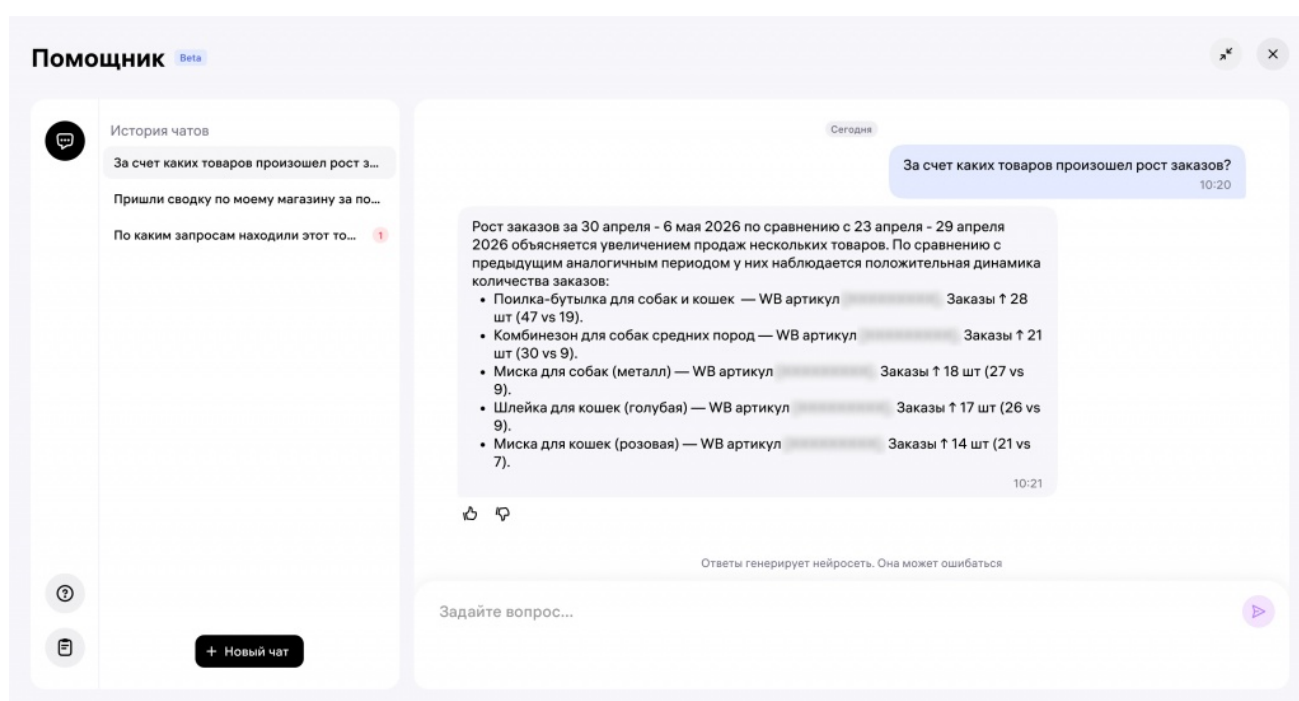 Помощник Beta
История чатов
За счет каких товаров произошел рост з...
Пришли сводку по моему магазину за по...
По каким запросам находили этот то... 1
+ Новый чат
Сегодня
За счет каких товаров произошел рост заказов?
10:20
Рост заказов за 30 апреля - 6 мая 2026 по сравнению с 23 апреля - 29 апреля
2026 объясняется увеличением продаж нескольких товаров. По сравнению с
предыдущим аналогичным периодом у них наблюдается положительная динамика
количества заказов:
• Поилка-бутылка для собак и кошек — WB артикул Заказы ↑ 28
шт (47 vs 19).
• Комбинезон для собак средних пород — WB артикул Заказы ↑ 21
шт (30 vs 9).
• Миска для собак (металл) — WB артикул Заказы ↑ 18 шт (27 vs
9).
• Шлейка для кошек (голубая) — WB артикул Заказы ↑ 17 шт (26 vs
9).
• Миска для кошек (розовая) — WB артикул Заказы ↑ 14 шт (21 vs
7).
10:21
Ответы генерирует нейросеть. Она может ошибаться
Задайте вопрос...